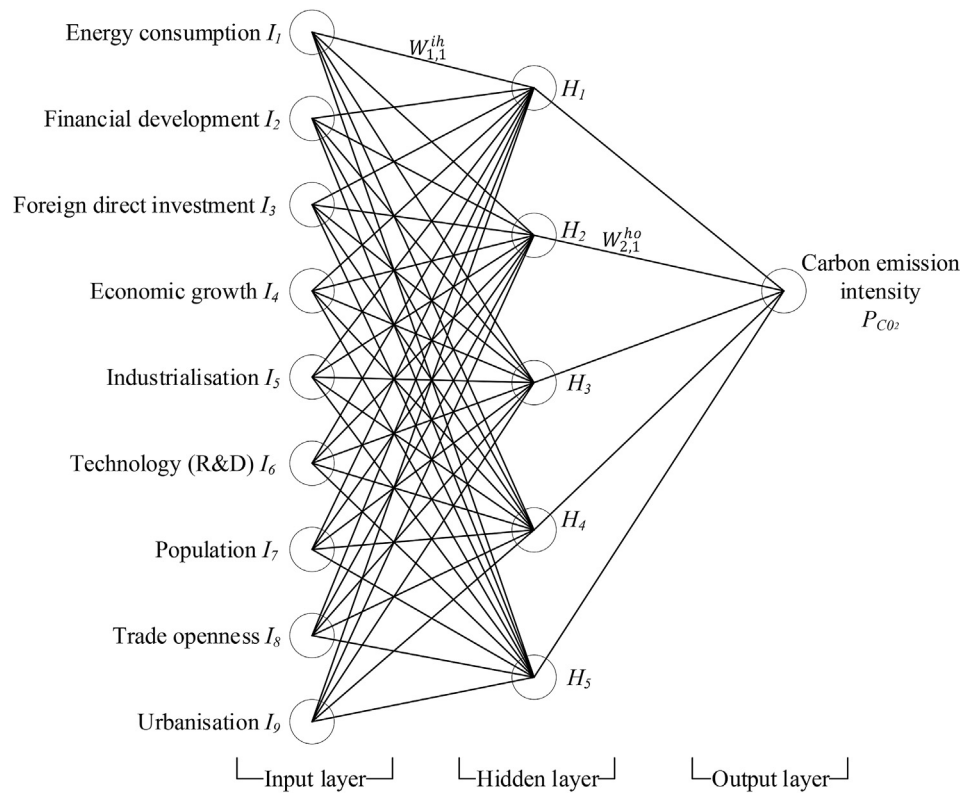 Energy consumption I1
W1,1ih
H1
Financial development I2
Foreign direct investment I3
H2
W2,1ho
Economic growth I4
Carbon emission
intensity
PC02
Industrialisation I5
H3
Technology (R&D) I6
H4
Population I7
Trade openness I8
H5
Urbanisation I9
Input layer
Hidden layer
Output layer